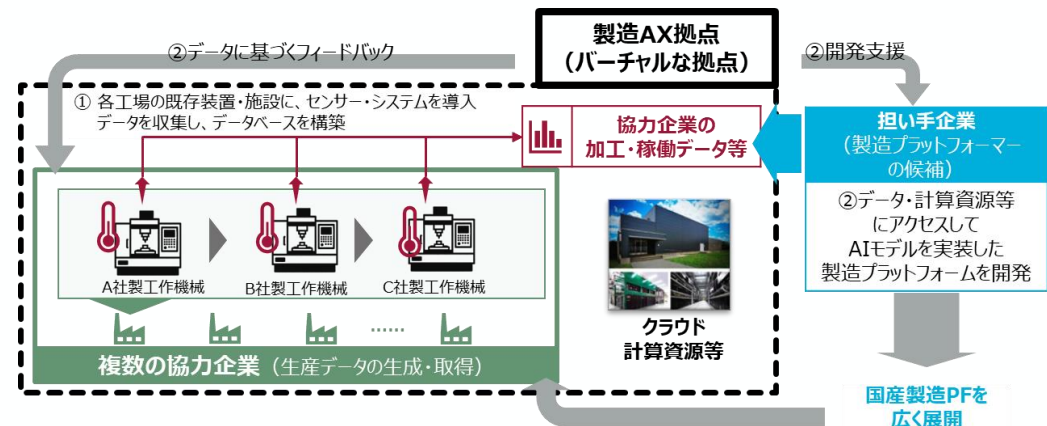 製造AX拠点
（バーチャルな拠点）
②データに基づくフィードバック
②開発支援
① 各工場の既存装置・施設に、センサー・システムを導入
データを収集し、データベースを構築
協力企業の
加工・稼働データ等
担い手企業
（製造プラットフォーマー
の候補）
②データ・計算資源等
にアクセスして
AIモデルを実装した
製造プラットフォームを開発
A社製工作機械
B社製工作機械
C社製工作機械
……
複数の協力企業（生産データの生成・取得）
クラウド
計算資源等
国産製造PFを
広く展開